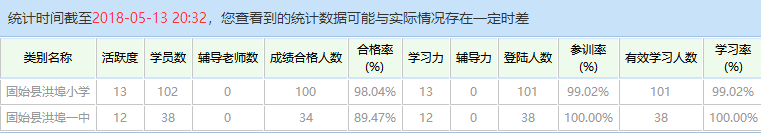 统计时间截至2018-05-13 20:32，您查看到的统计数据可能与实际情况存在一定时差
类别名称 活跃度 学员数 辅导老师数 成绩合格人数 合格率(%) 学习力 辅导力 登陆人数 参训率(%) 有效学习人数 学习率(%)
固始县洪埠小学 13 102 0 100 98.04% 13 0 101 99.02% 101 99.02%
固始县洪埠一中 12 38 0 34 89.47% 12 0 38 100.00% 38 100.00%